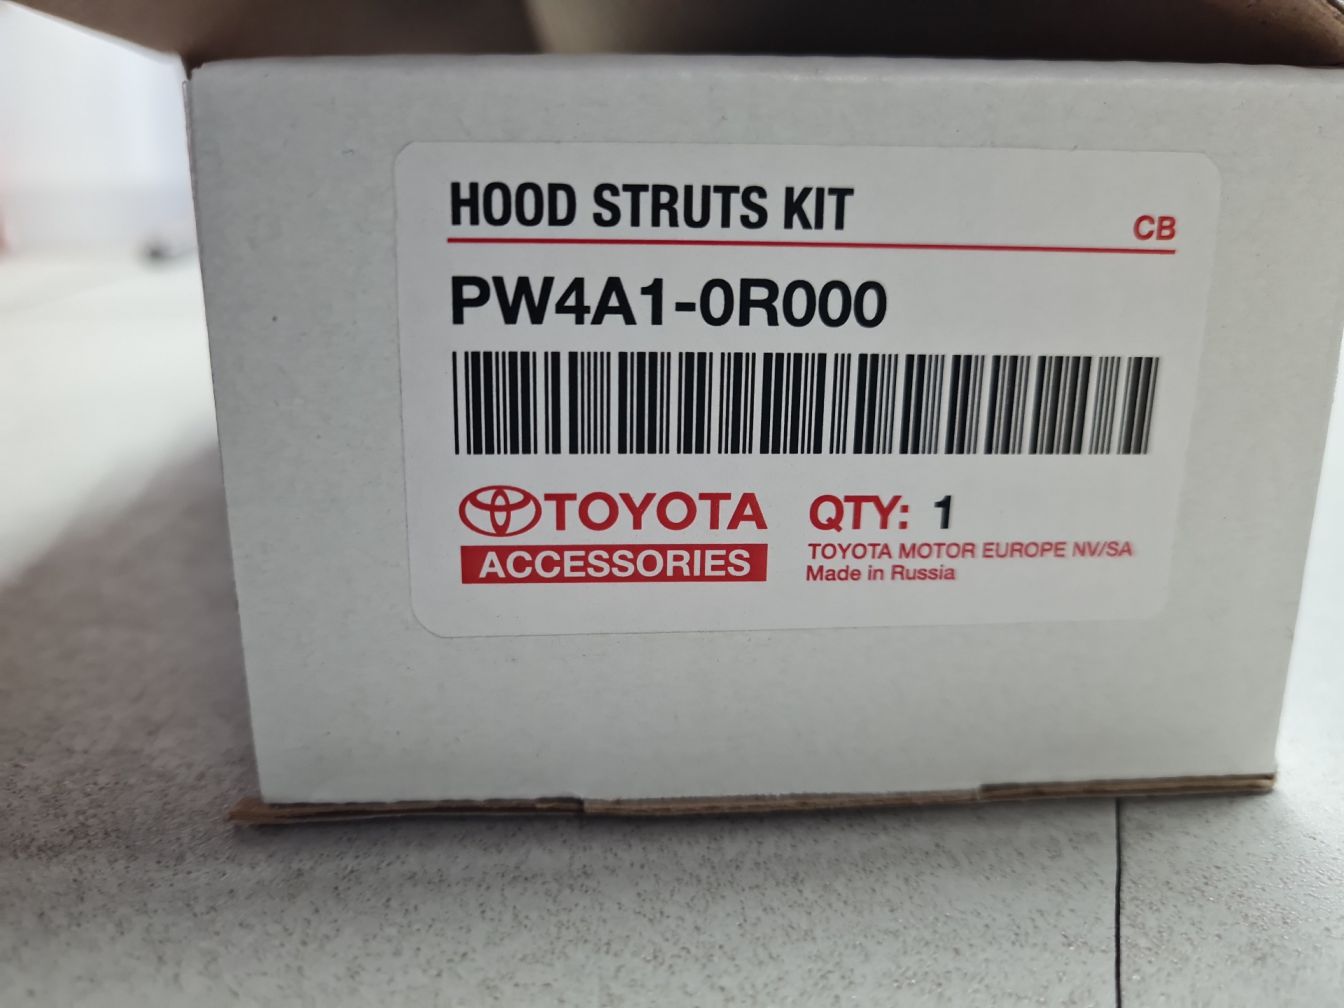 HOOD STRUTS KIT
CB
PW4A1-0R000
TOYOTA
ACCESSORIES
QTY: 1
TOYOTA MOTOR EUROPE NV/SA
Made in Russia